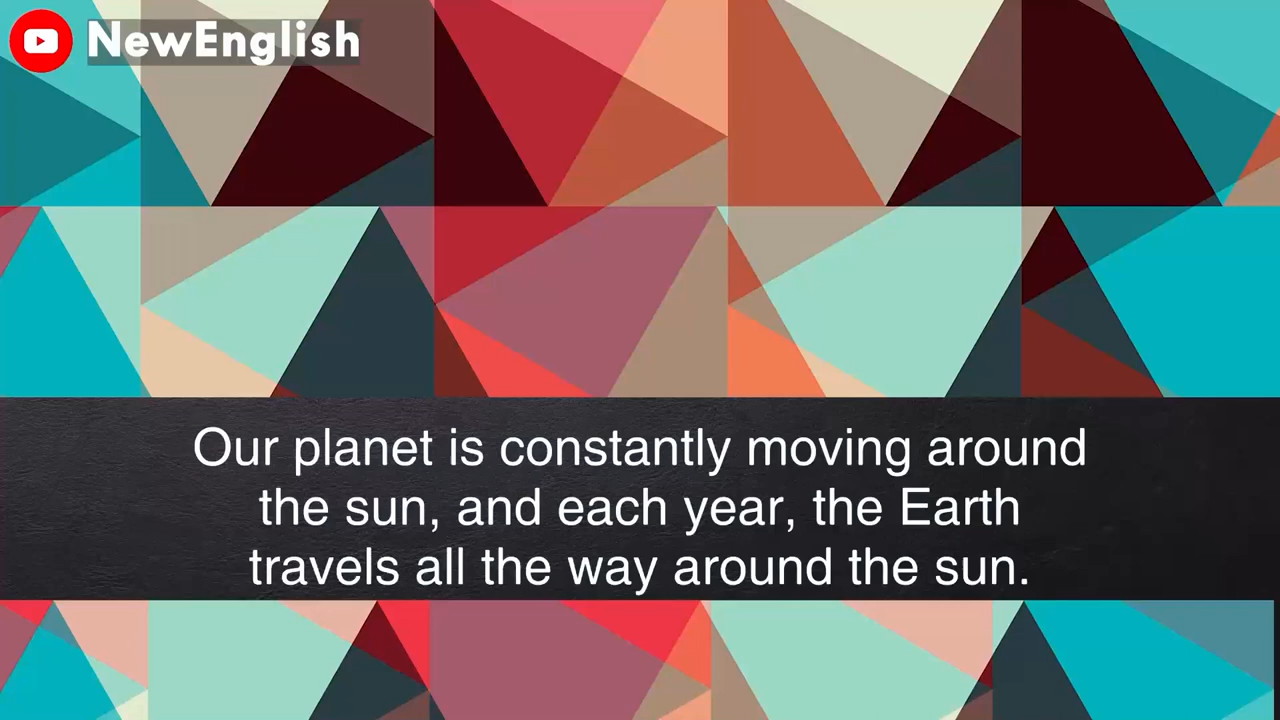 NewEnglish
Our planet is constantly moving around
the sun, and each year, the Earth
travels all the way around the sun.